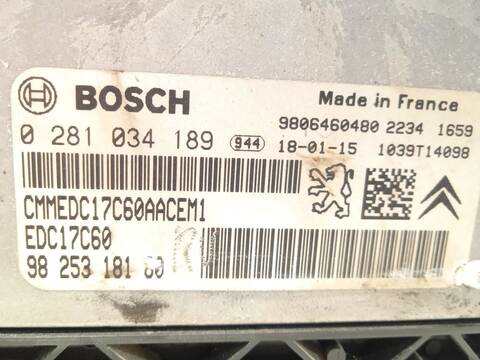 BOSCH
Made in France
9806460480 2234 1659
0 281 034 189 944 18-01-15 1039T14098
CMMEDC17C60AACEM1
EDC17C60
98 253 181 80